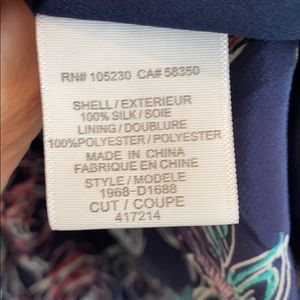 RN# 105230 CA# 58350
SHELL / EXTERIEUR
100% SILK / SOIE
LINING / DOUBLURE
100%POLYESTER / POLYESTER
MADE IN CHINA
FABRIQUE EN CHINE
STYLE / MODELE
1968-D1688
CUT / COUPE
417214